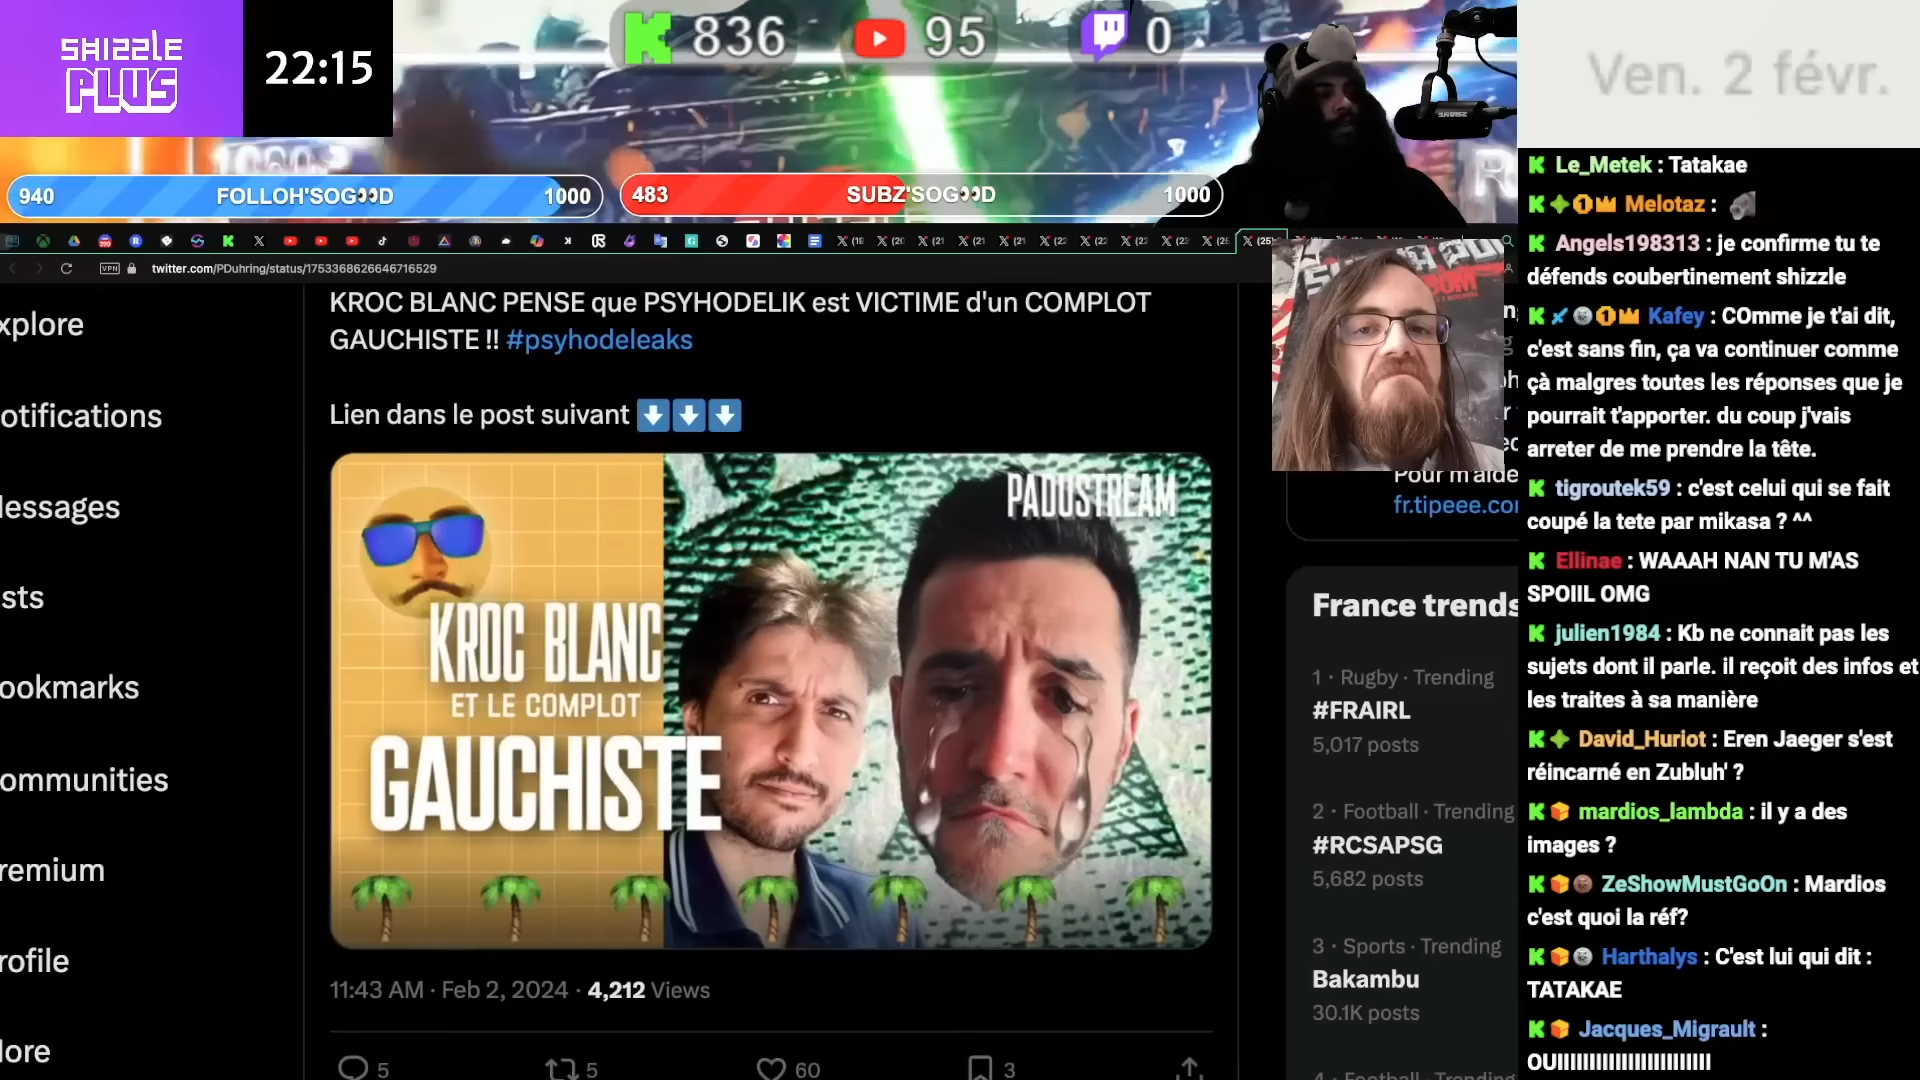 SHIZZLE
PLUS
22:15
836
95
0
Ven. 2 févr.
940
FOLLOH'SOG👀D
1000
483
SUBZ'SOG👀D
1000
twitter.com/PDuhring/status/1753368626646716529
xplore
otifications
essages
sts
ookmarks
ommunities
remium
rofile
ore
KROC BLANC PENSE que PSYHODELIK est VICTIME d'un COMPLOT
GAUCHISTE !! #psyhodeleaks
Lien dans le post suivant ⬇️⬇️⬇️
PADUSTREAM
KROC BLANC
ET LE COMPLOT
GAUCHISTE
11:43 AM · Feb 2, 2024 · 4,212 Views
5
5
60
3
Pour m'aide
fr.tipeee.co
France trends
1 · Rugby · Trending
#FRAIRL
5,017 posts
2 · Football · Trending
#RCSAPSG
5,682 posts
3 · Sports · Trending
Bakambu
30.1K posts
4 · Football · Trending
Le_Metek : Tatakae
Melotaz :
Angels198313 : je confirme tu te
défends coubertinement shizzle
Kafey : COmme je t'ai dit,
c'est sans fin, ça va continuer comme
çà malgres toutes les réponses que je
pourrait t'apporter. du coup j'vais
arreter de me prendre la tête.
tigroutek59 : c'est celui qui se fait
coupé la tete par mikasa ? ^^
Ellinae : WAAAH NAN TU M'AS
SPOIIL OMG
julien1984 : Kb ne connait pas les
sujets dont il parle. il reçoit des infos et
les traites à sa manière
David_Huriot : Eren Jaeger s'est
réincarné en Zubluh' ?
mardios_lambda : il y a des
images ?
ZeShowMustGoOn : Mardios
c'est quoi la réf?
Harthalys : C'est lui qui dit :
TATAKAE
Jacques_Migrault :
OUIIIIIIIIIIIIIIIIIIIIIIII